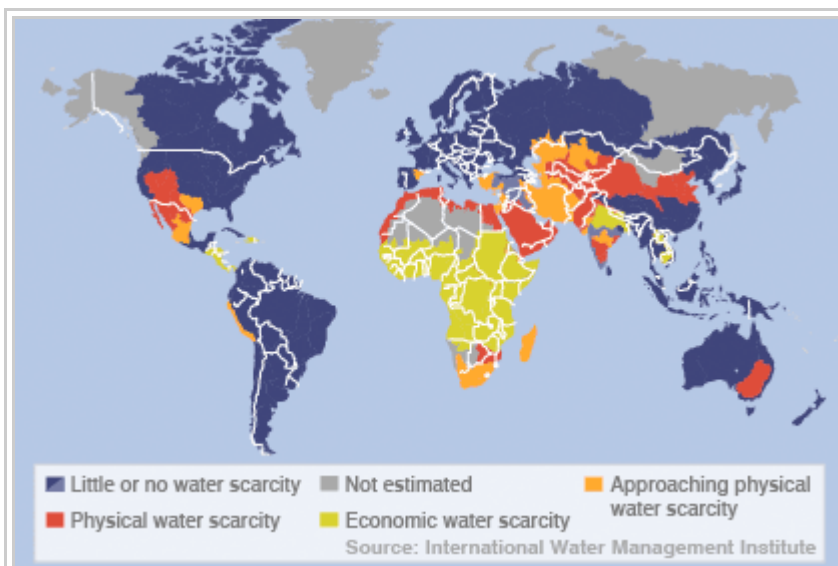 Little or no water scarcity
Not estimated
Approaching physical
water scarcity
Physical water scarcity
Economic water scarcity
Source: International Water Management Institute